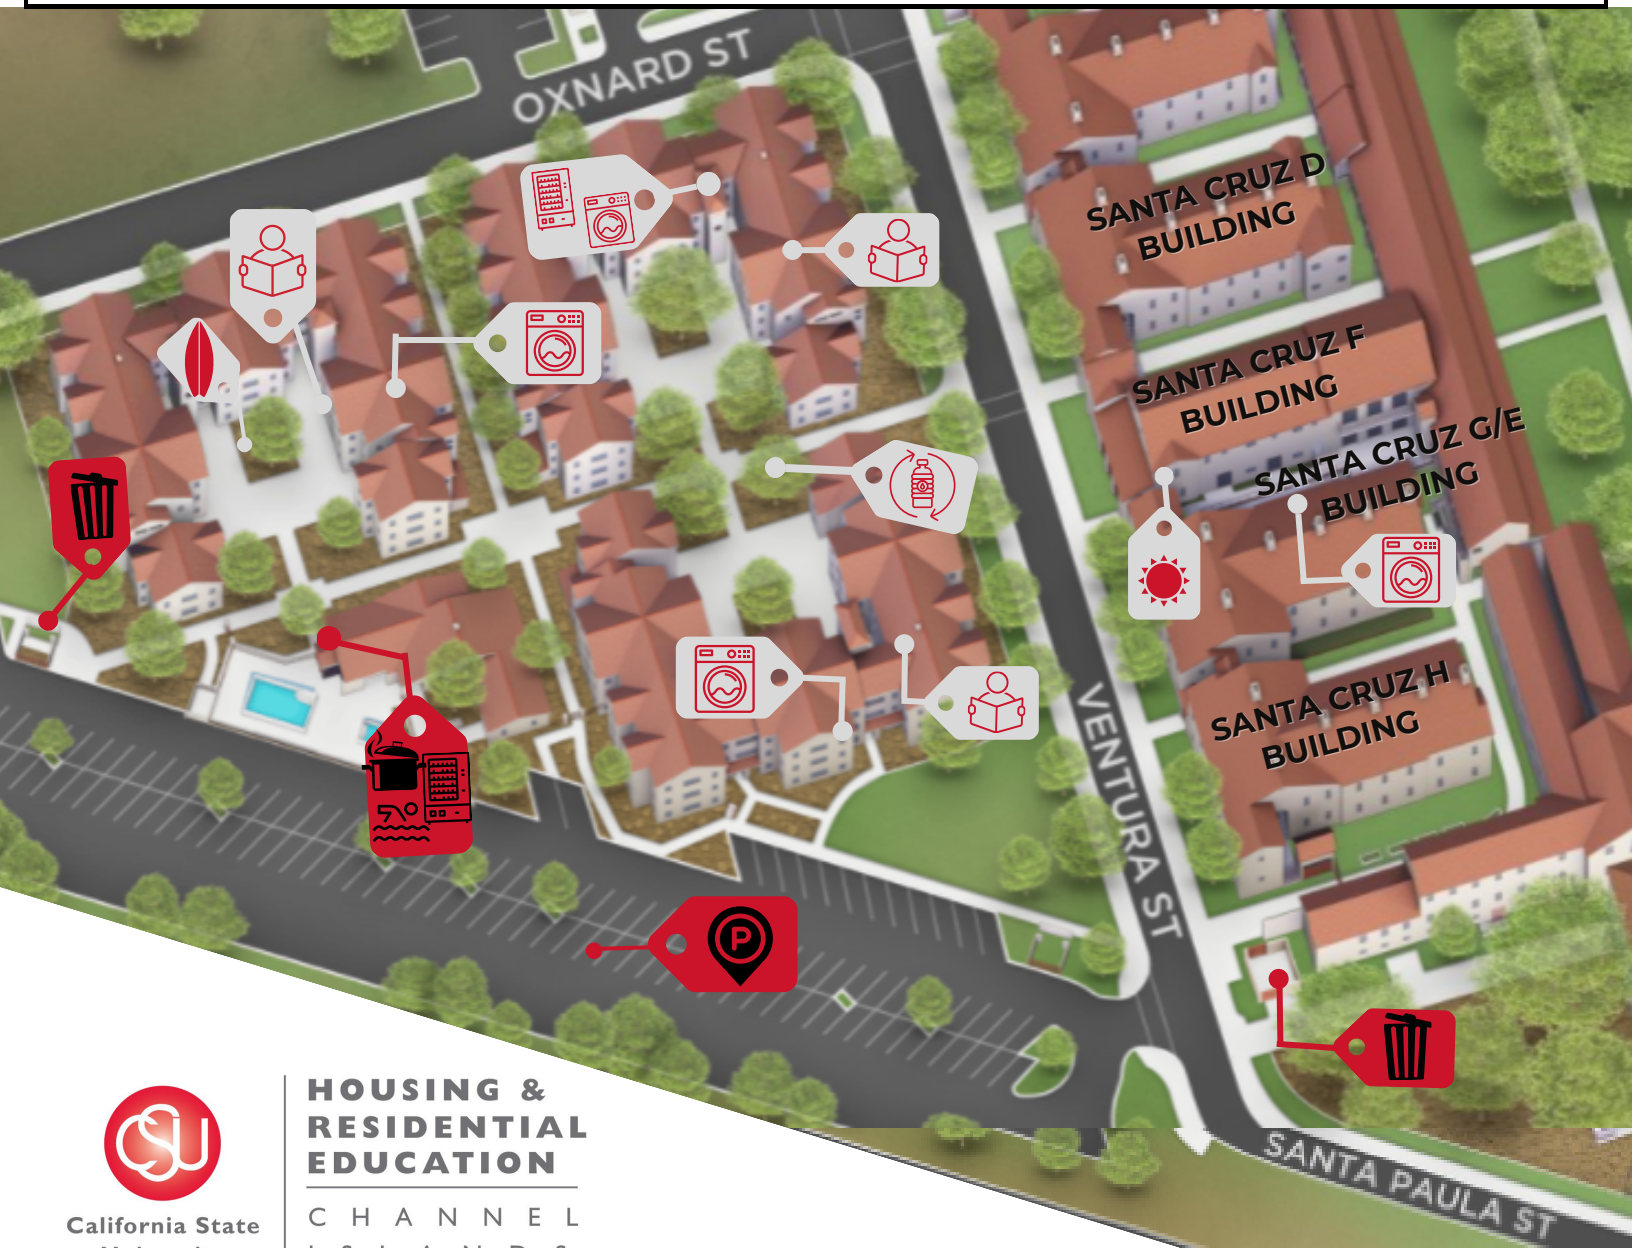 OXNARD ST
SANTA CRUZ D
BUILDING
SANTA CRUZ F
BUILDING
SANTA CRUZ G/E
BUILDING
SANTA CRUZ H
BUILDING
VENTURA ST
P
SANTA PAULA ST
CSU
California State
HOUSING &
RESIDENTIAL
EDUCATION
CHANNEL